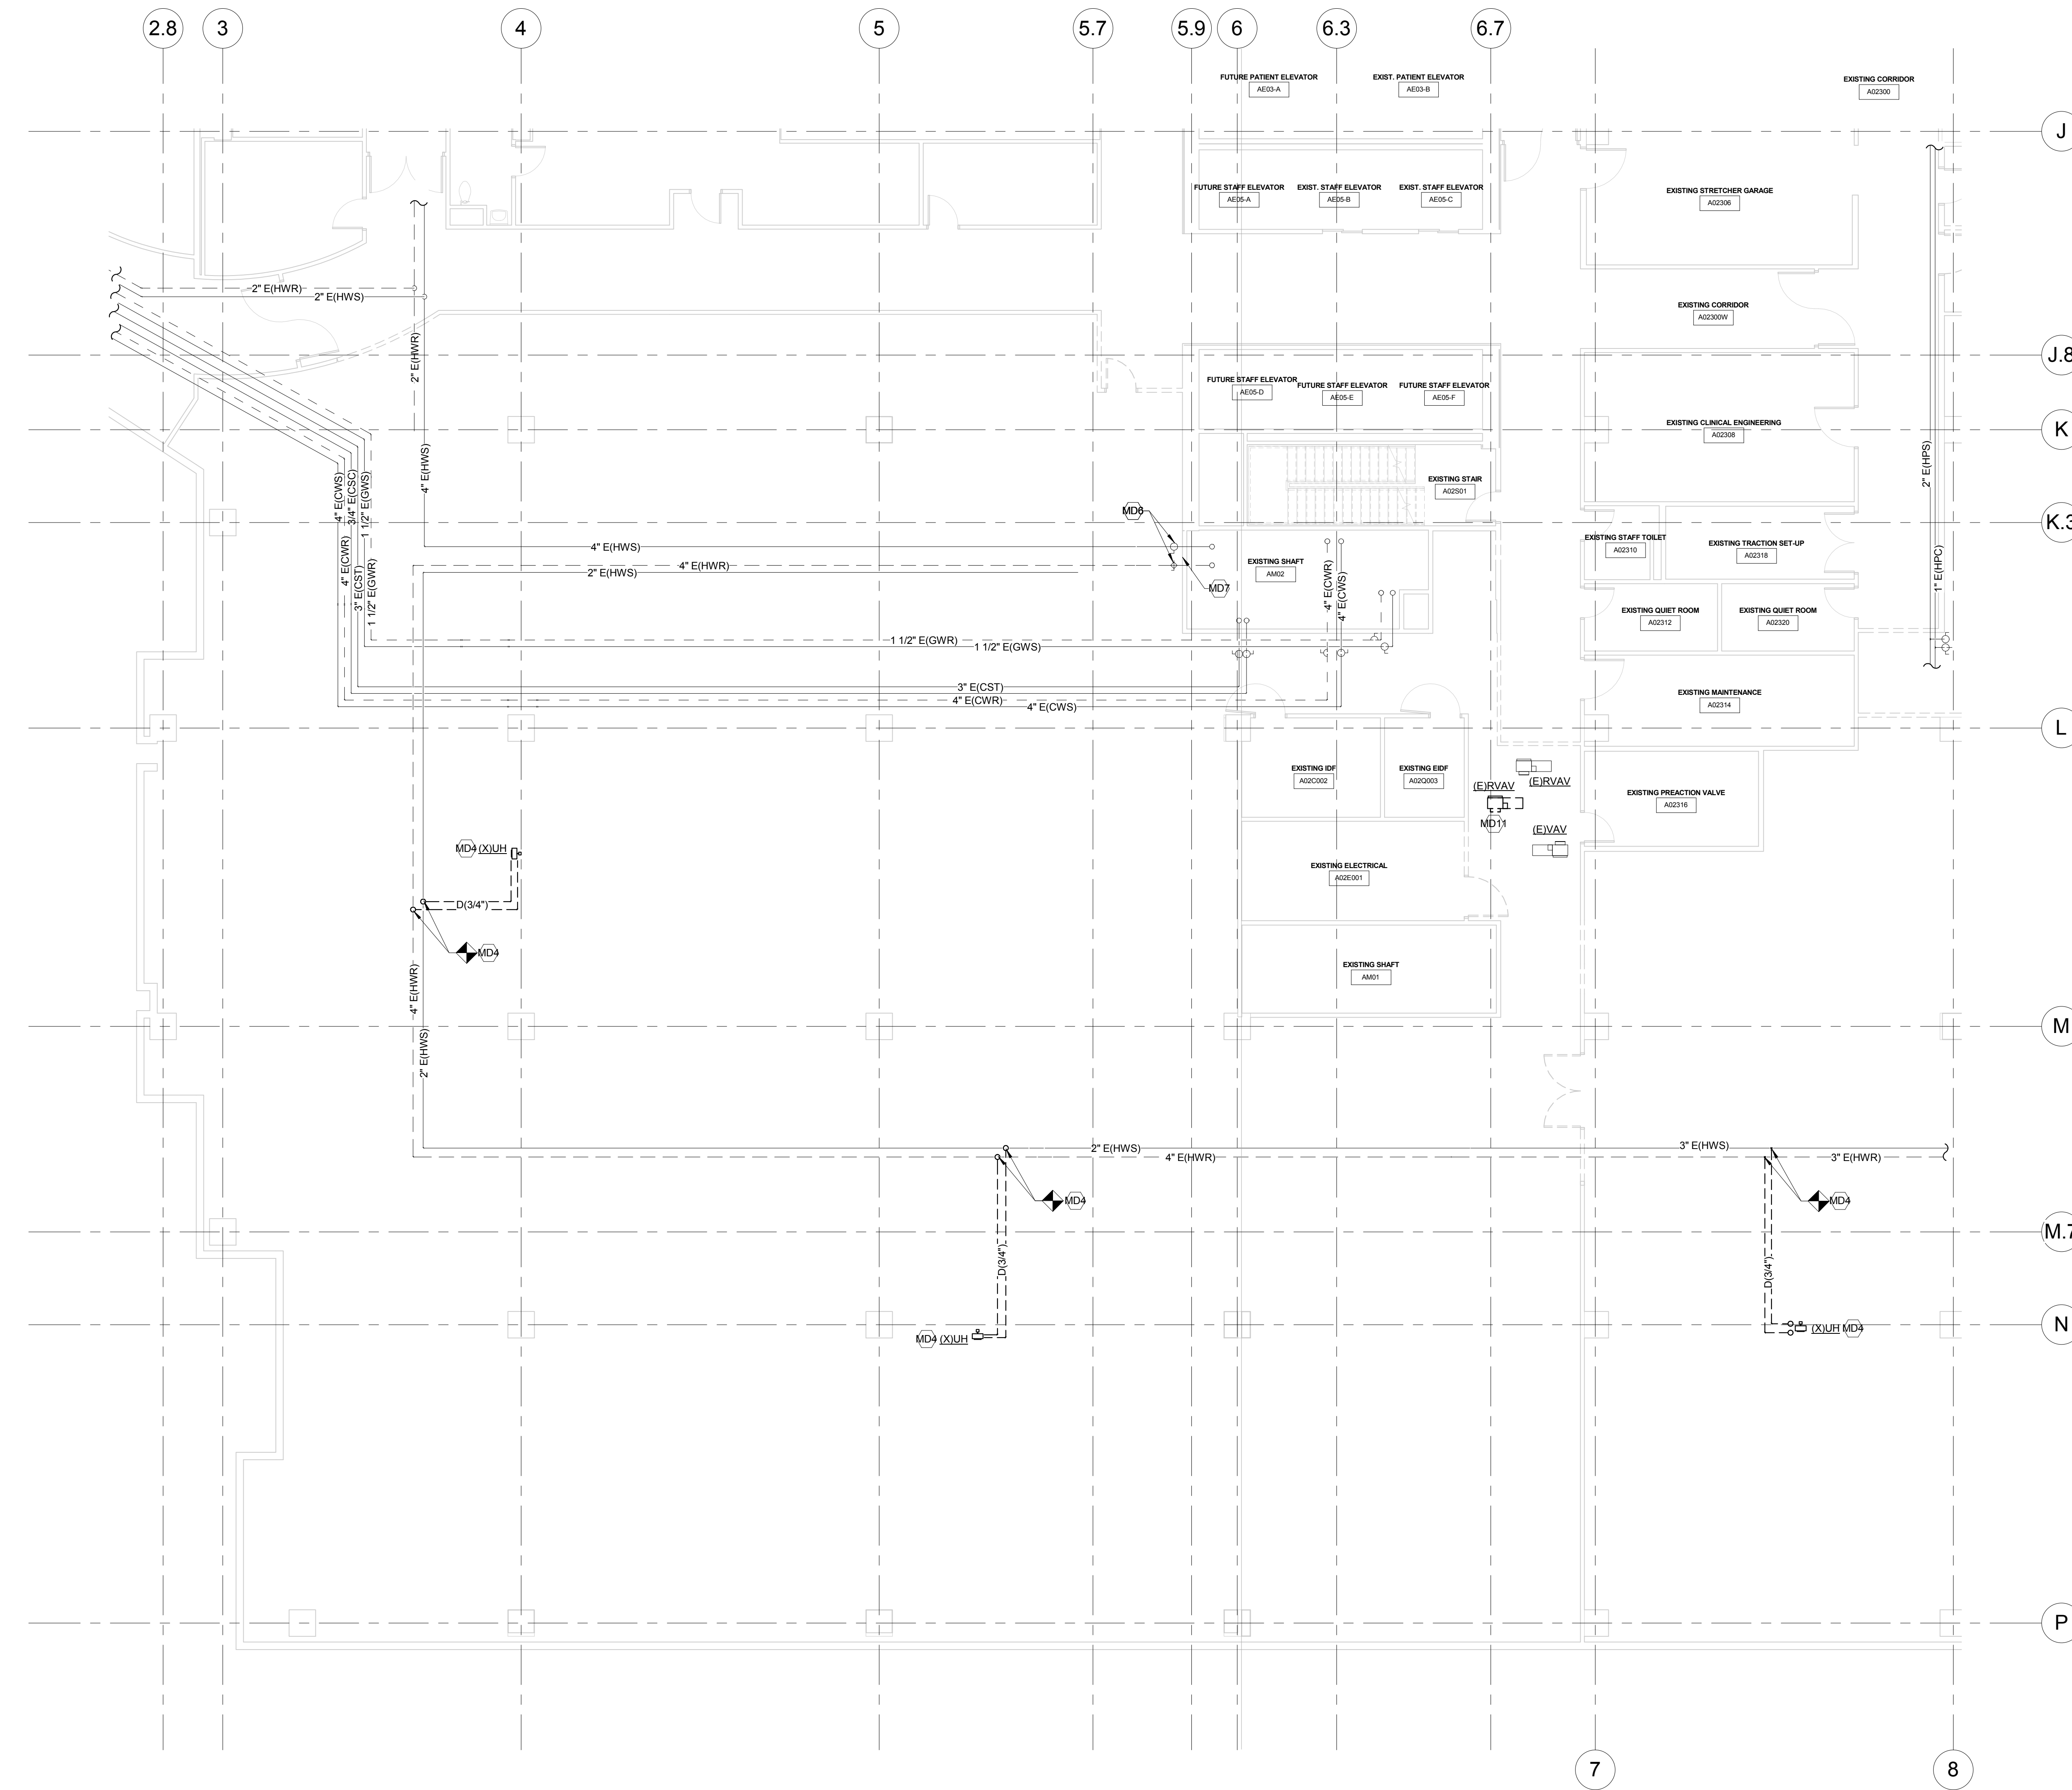 2.8
3
4
5
5.7
5.9
6
6.3
6.7
FUTURE PATIENT ELEVATOR
AE03-A
EXIST. PATIENT ELEVATOR
AE03-B
EXISTING CORRIDOR
A02300
J
FUTURE STAFF ELEVATOR
AE05-A
EXIST. STAFF ELEVATOR
AE05-B
EXIST. STAFF ELEVATOR
AE05-C
EXISTING STRETCHER GARAGE
A02306
2" E(HWR)
2" E(HWS)
EXISTING CORRIDOR
A02300W
2" E(HWR)
J.8
FUTURE STAFF ELEVATOR
AE05-D
FUTURE STAFF ELEVATOR
AE05-E
FUTURE STAFF ELEVATOR
AE05-F
EXISTING CLINICAL ENGINEERING
A02308
K
4" E(HWS)
4" E(CWS)
3/4" E(CSC)
1 1/2" E(GWS)
4" E(CWR)
3" E(CST)
1 1/2" E(GWR)
2" E(HPS)
1" E(HPC)
EXISTING STAIR
A02S01
MD6
K.3
4" E(HWS)
4" E(HWR)
2" E(HWS)
MD7
EXISTING SHAFT
AM02
4" E(CWR)
4" E(CWS)
EXISTING STAFF TOILET
A02310
EXISTING TRACTION SET-UP
A02318
EXISTING QUIET ROOM
A02312
EXISTING QUIET ROOM
A02320
1 1/2" E(GWR)
1 1/2" E(GWS)
3" E(CST)
4" E(CWR)
4" E(CWS)
EXISTING MAINTENANCE
A02314
L
EXISTING IDF
A02C002
EXISTING EIDF
A02Q003
(E)RVAV
(E)RVAV
MD11
(E)VAV
EXISTING PREACTION VALVE
A02316
MD4 (X)UH
D(3/4")
MD4
EXISTING ELECTRICAL
A02E001
EXISTING SHAFT
AM01
4" E(HWR)
2" E(HWS)
M
2" E(HWS)
4" E(HWR)
3" E(HWS)
3" E(HWR)
MD4
MD4
M.7
D(3/4")
D(3/4")
MD4 (X)UH
(X)UH MD4
N
P
7
8